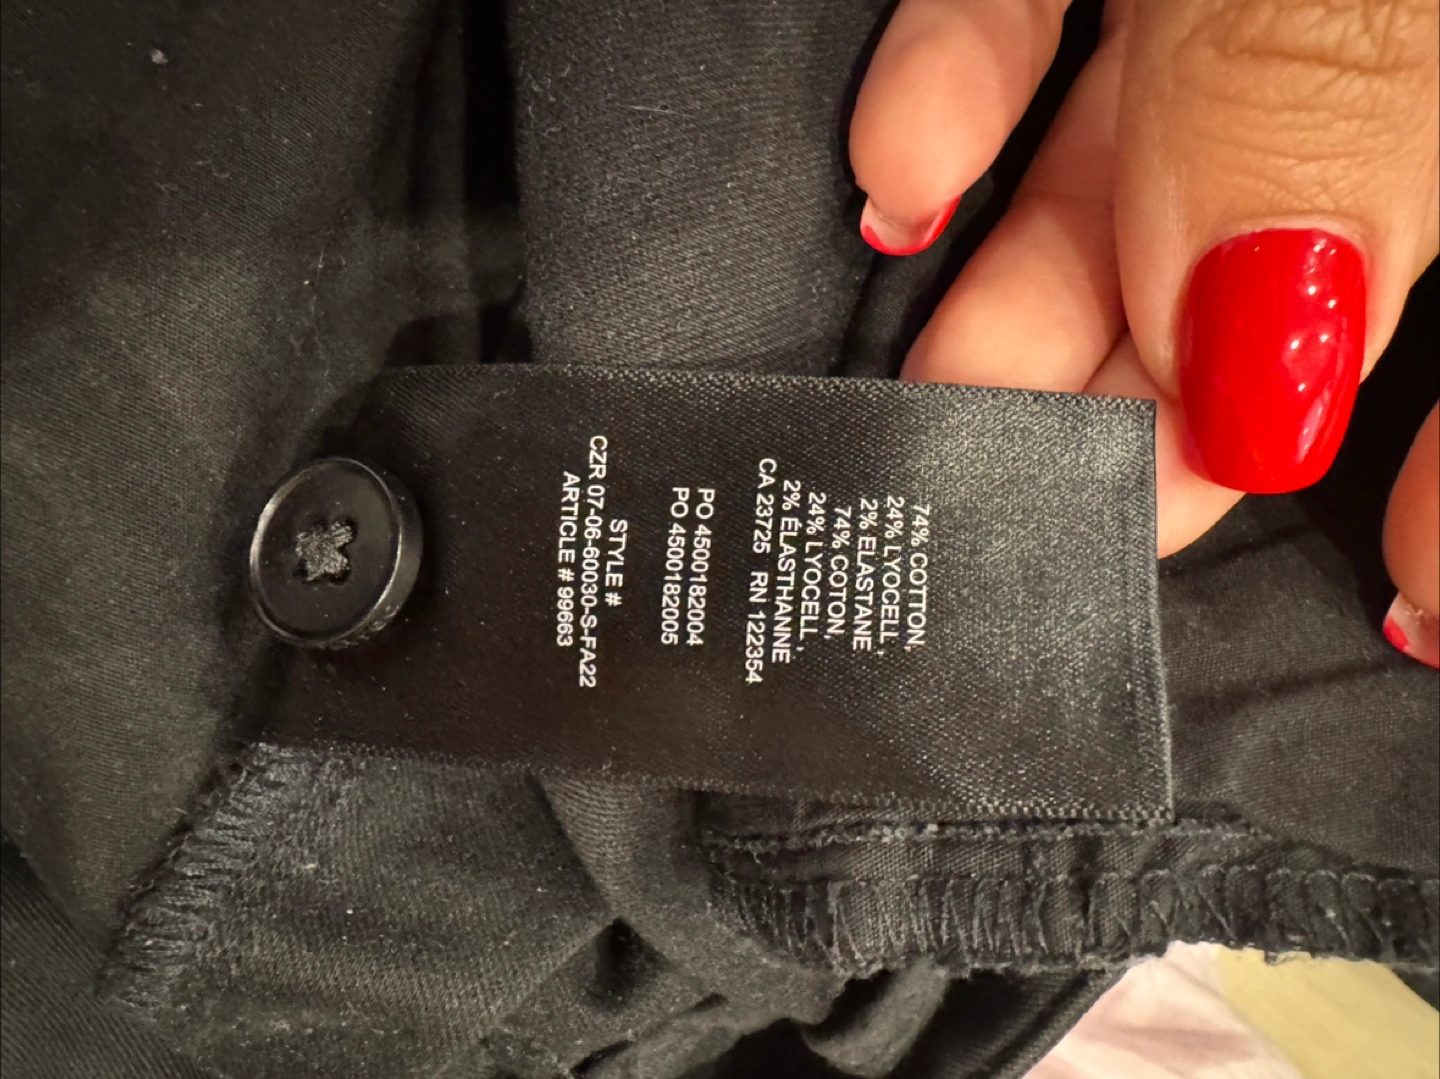 74% COTTON,
24% LYOCELL,
2% ELASTANE
74% COTON,
24% LYOCELL,
2% ÉLASTHANNE
CA 23725 RN 122354
PO 4500182004
PO 4500182005
STYLE #
CZR 07-06-60030-S-FA22
ARTICLE # 99663